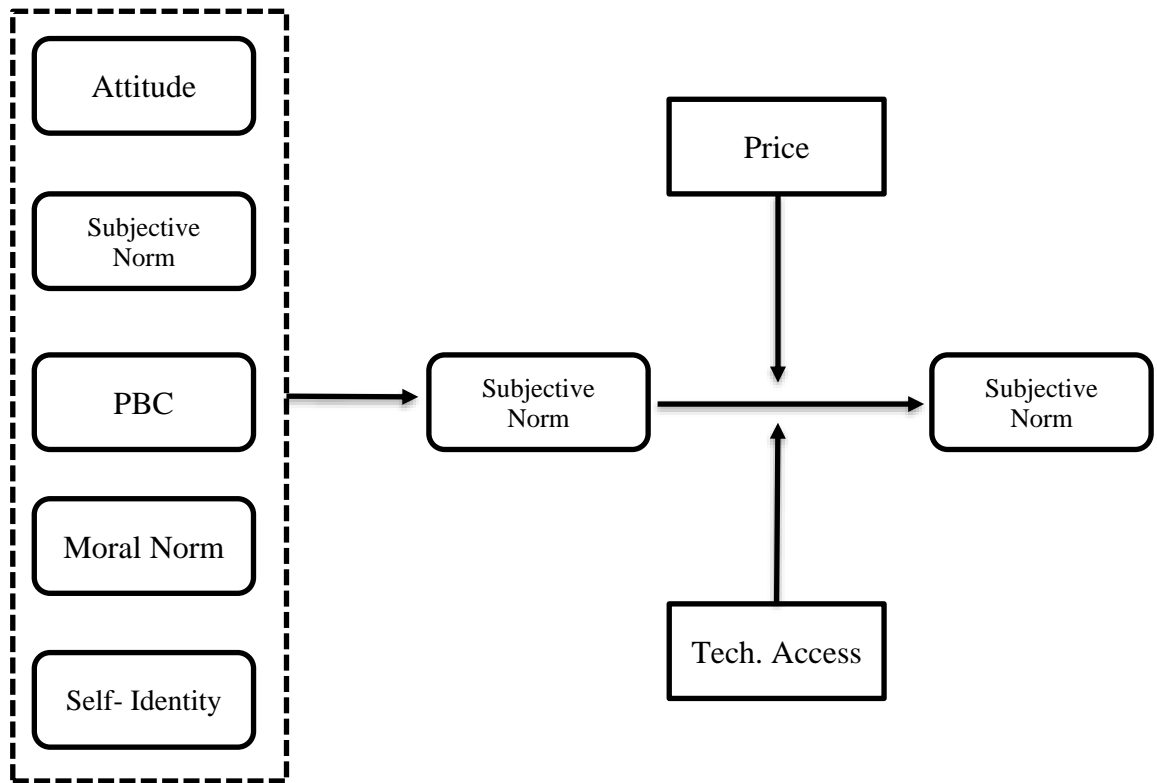 Attitude
Subjective
Norm
PBC
Moral Norm
Self- Identity
Subjective
Norm
Price
Tech. Access
Subjective
Norm